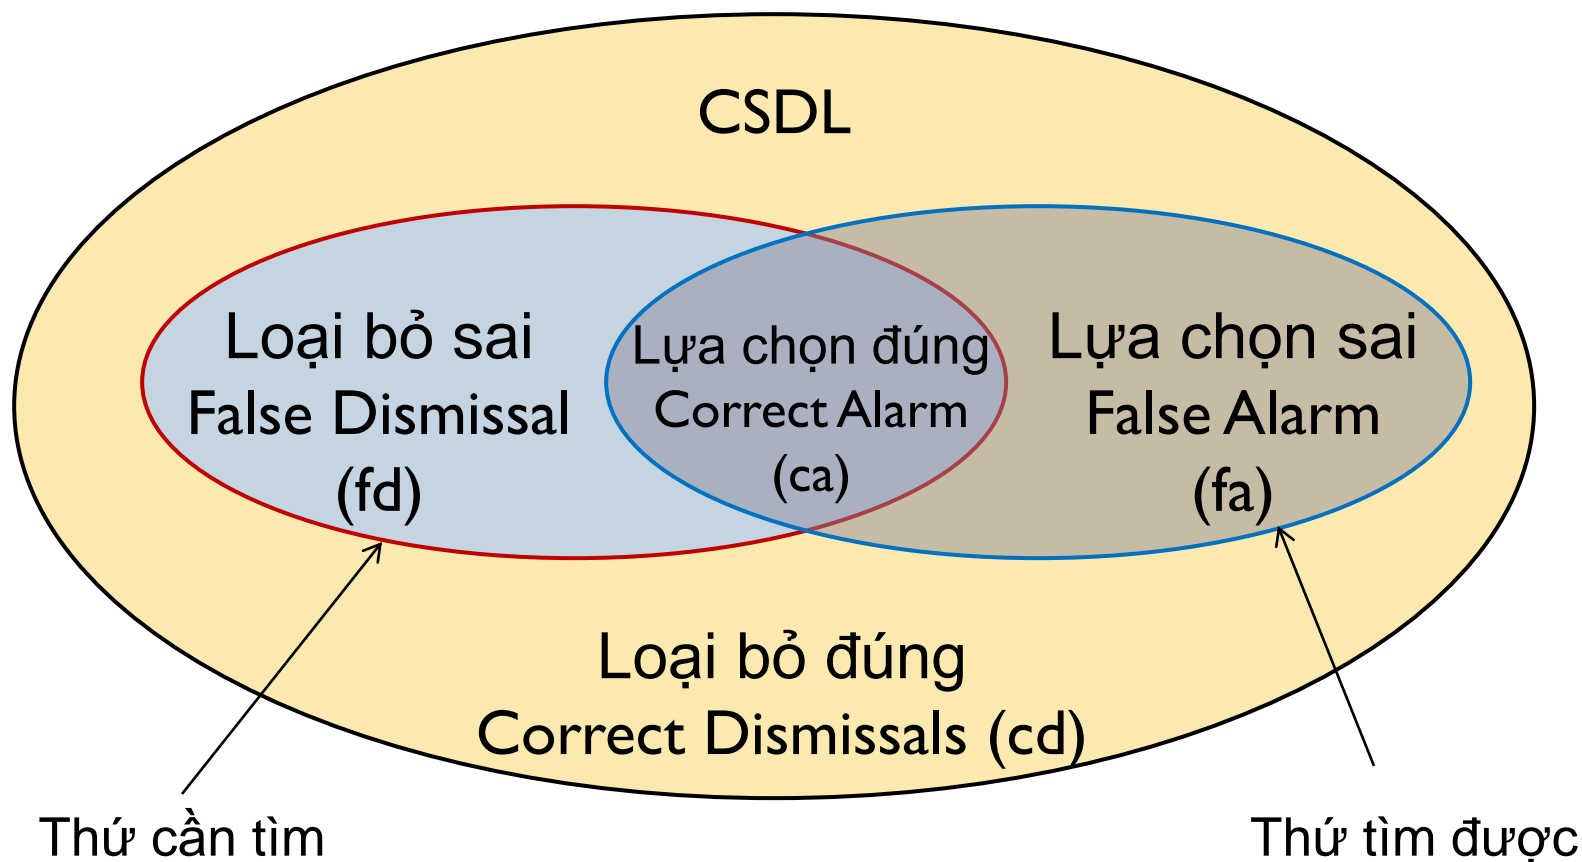 CSDL
Loại bỏ sai
False Dismissal
(fd)
Lựa chọn đúng
Correct Alarm
(ca)
Lựa chọn sai
False Alarm
(fa)
Loại bỏ đúng
Correct Dismissals (cd)
Thứ cần tìm
Thứ tìm được